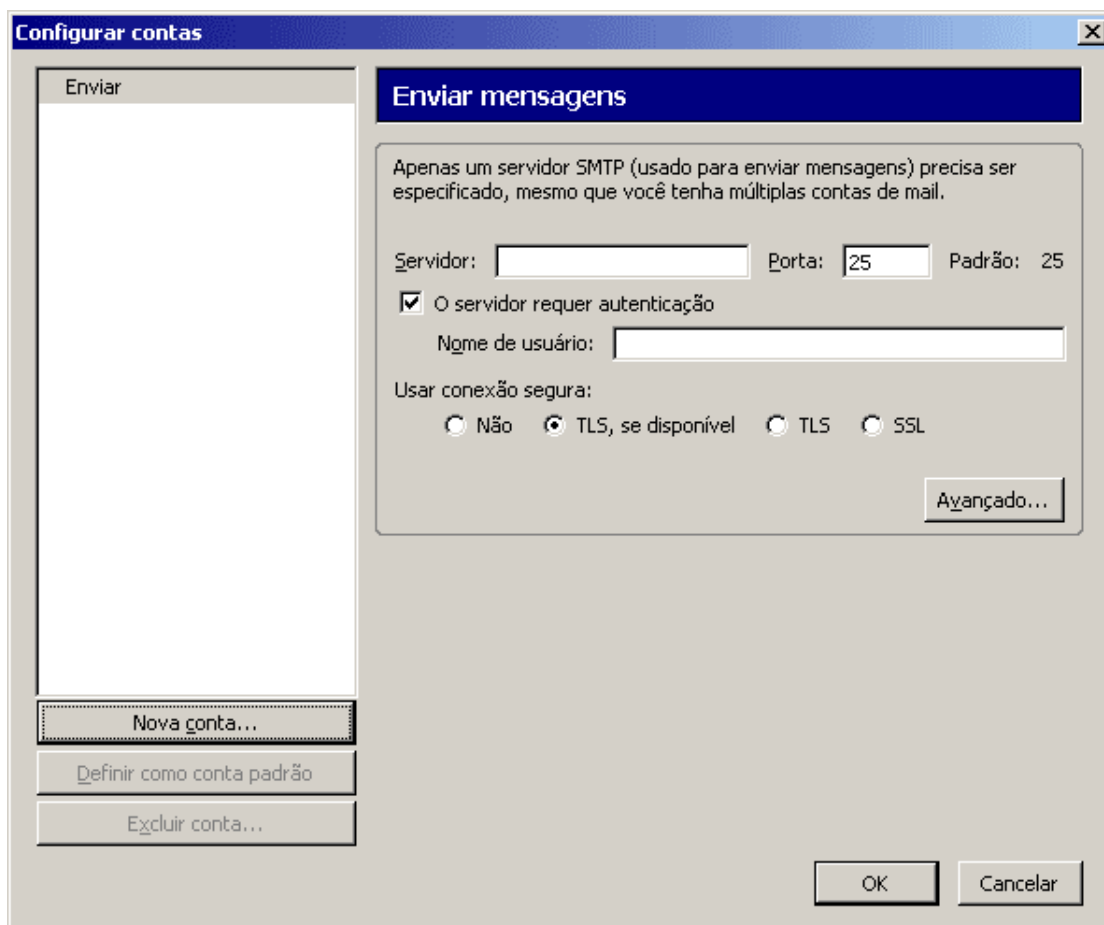 Configurar contas
Enviar
Enviar mensagens
Apenas um servidor SMTP (usado para enviar mensagens) precisa ser
especificado, mesmo que você tenha múltiplas contas de mail.
Servidor: Porta: 25 Padrão: 25
O servidor requer autenticação
Nome de usuário:
Usar conexão segura:
Não TLS, se disponível TLS SSL
Avançado...
Nova conta...
Definir como conta padrão
Excluir conta...
OK Cancelar